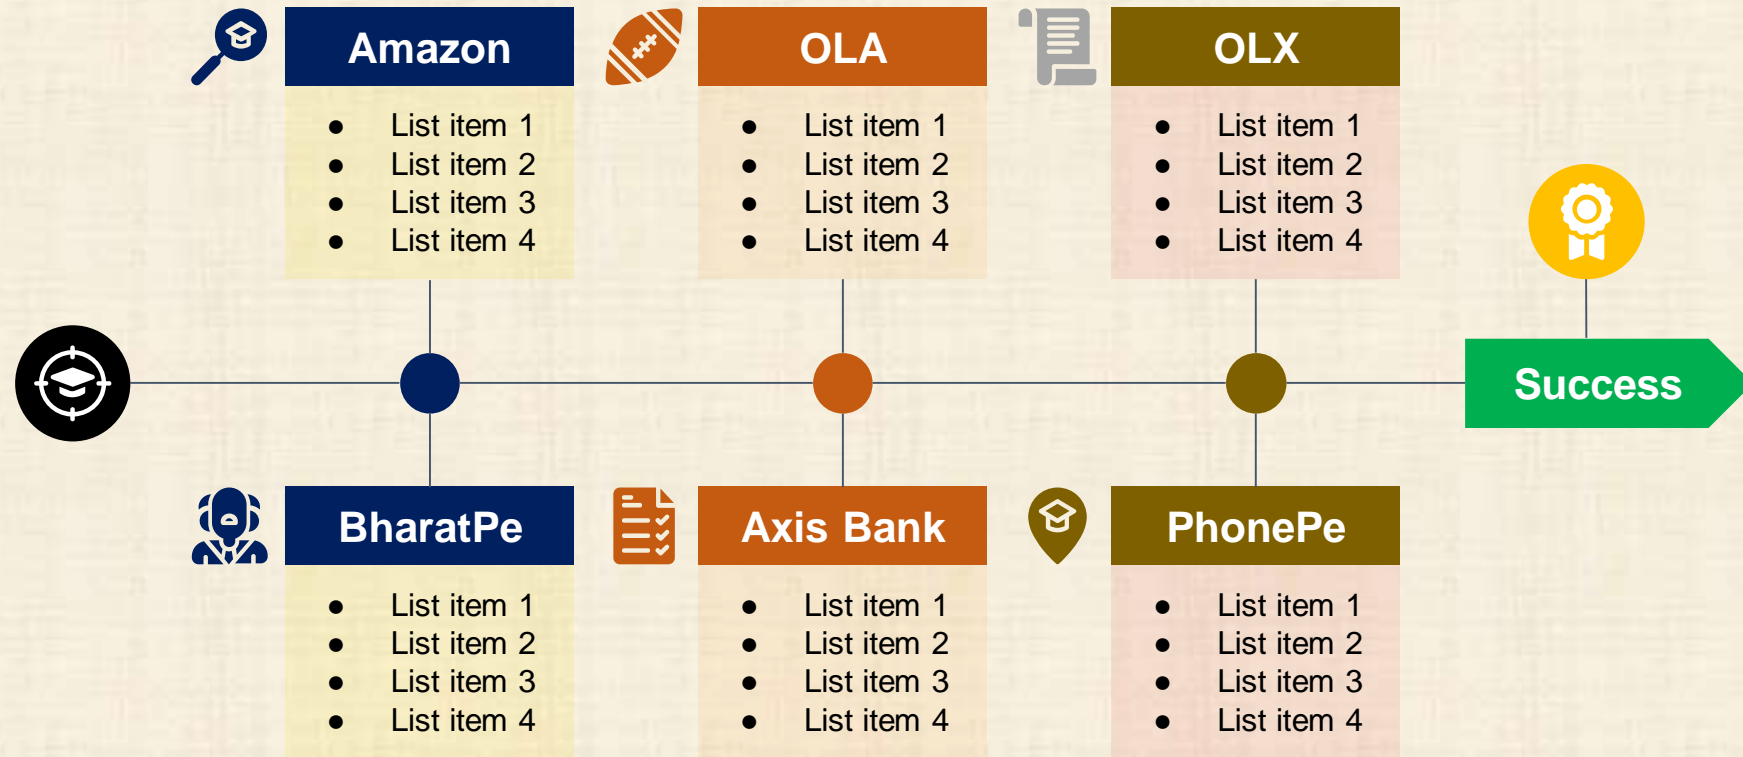 Amazon
● List item 1
● List item 2
● List item 3
● List item 4
OLA
● List item 1
● List item 2
● List item 3
● List item 4
OLX
● List item 1
● List item 2
● List item 3
● List item 4
Success
BharatPe
● List item 1
● List item 2
● List item 3
● List item 4
Axis Bank
● List item 1
● List item 2
● List item 3
● List item 4
PhonePe
● List item 1
● List item 2
● List item 3
● List item 4